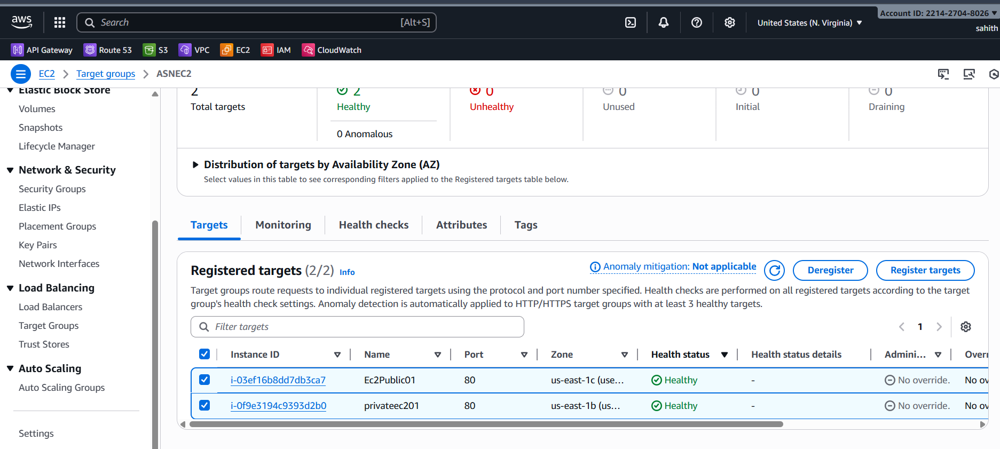 aws
Search
[Alt+S]
United States (N. Virginia)
Account ID: 2214-2704-8026
sahith
API Gateway
Route 53
S3
VPC
EC2
IAM
CloudWatch
EC2
Target groups
ASNEC2
Elastic Block Store
Volumes
Snapshots
Lifecycle Manager
Network & Security
Security Groups
Elastic IPs
Placement Groups
Key Pairs
Network Interfaces
Load Balancing
Load Balancers
Target Groups
Trust Stores
Auto Scaling
Auto Scaling Groups
Settings
2
Total targets
2
Healthy
0 Anomalous
0
Unhealthy
0
Unused
0
Initial
0
Draining
Distribution of targets by Availability Zone (AZ)
Select values in this table to see corresponding filters applied to the Registered targets table below.
Targets
Monitoring
Health checks
Attributes
Tags
Registered targets (2/2) Info
Anomaly mitigation: Not applicable
Deregister
Register targets
Target groups route requests to individual registered targets using the protocol and port number specified. Health checks are performed on all registered targets according to the target
group's health check settings. Anomaly detection is automatically applied to HTTP/HTTPS target groups with at least 3 healthy targets.
Filter targets
1
Instance ID Name Port Zone Health status Health status details Admini... Overr
i-03ef16b8dd7db3ca7 Ec2Public01 80 us-east-1c (use... Healthy - No override. No ov
i-0f9e3194c9393d2b0 privateec201 80 us-east-1b (us... Healthy - No override. No ov